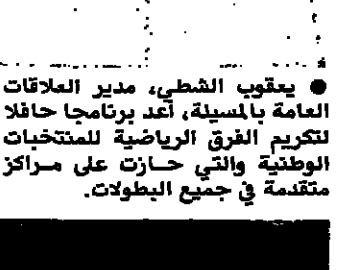 ● يعقوب الشطي، مدير العلاقات
العامة بالمسيلة، أعد برنامجا حافلا
لتكريم الفرق الرياضية للمنتخبات
الوطنية والتي حازت على مراكز
متقدمة في جميع البطولات.